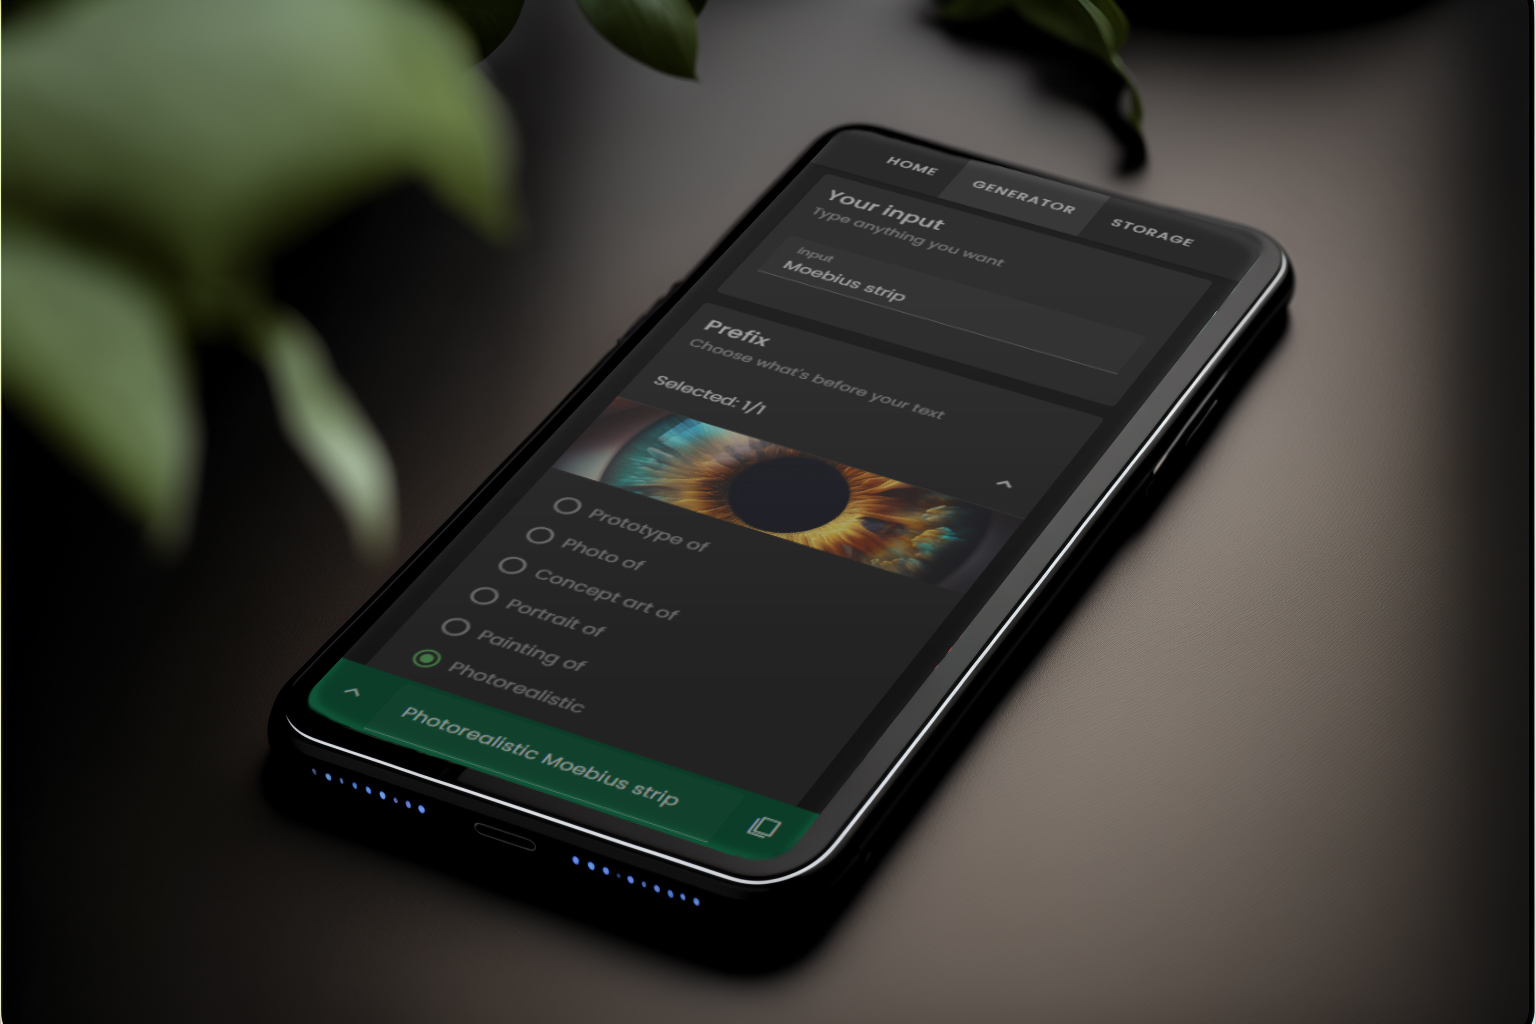 HOME
GENERATOR
STORAGE
Your input
Type anything you want
Input
Moebius strip
Prefix
Choose what's before your text
Selected: 1/1
Prototype of
Photo of
Concept art of
Portrait of
Painting of
Photorealistic
Photorealistic Moebius strip